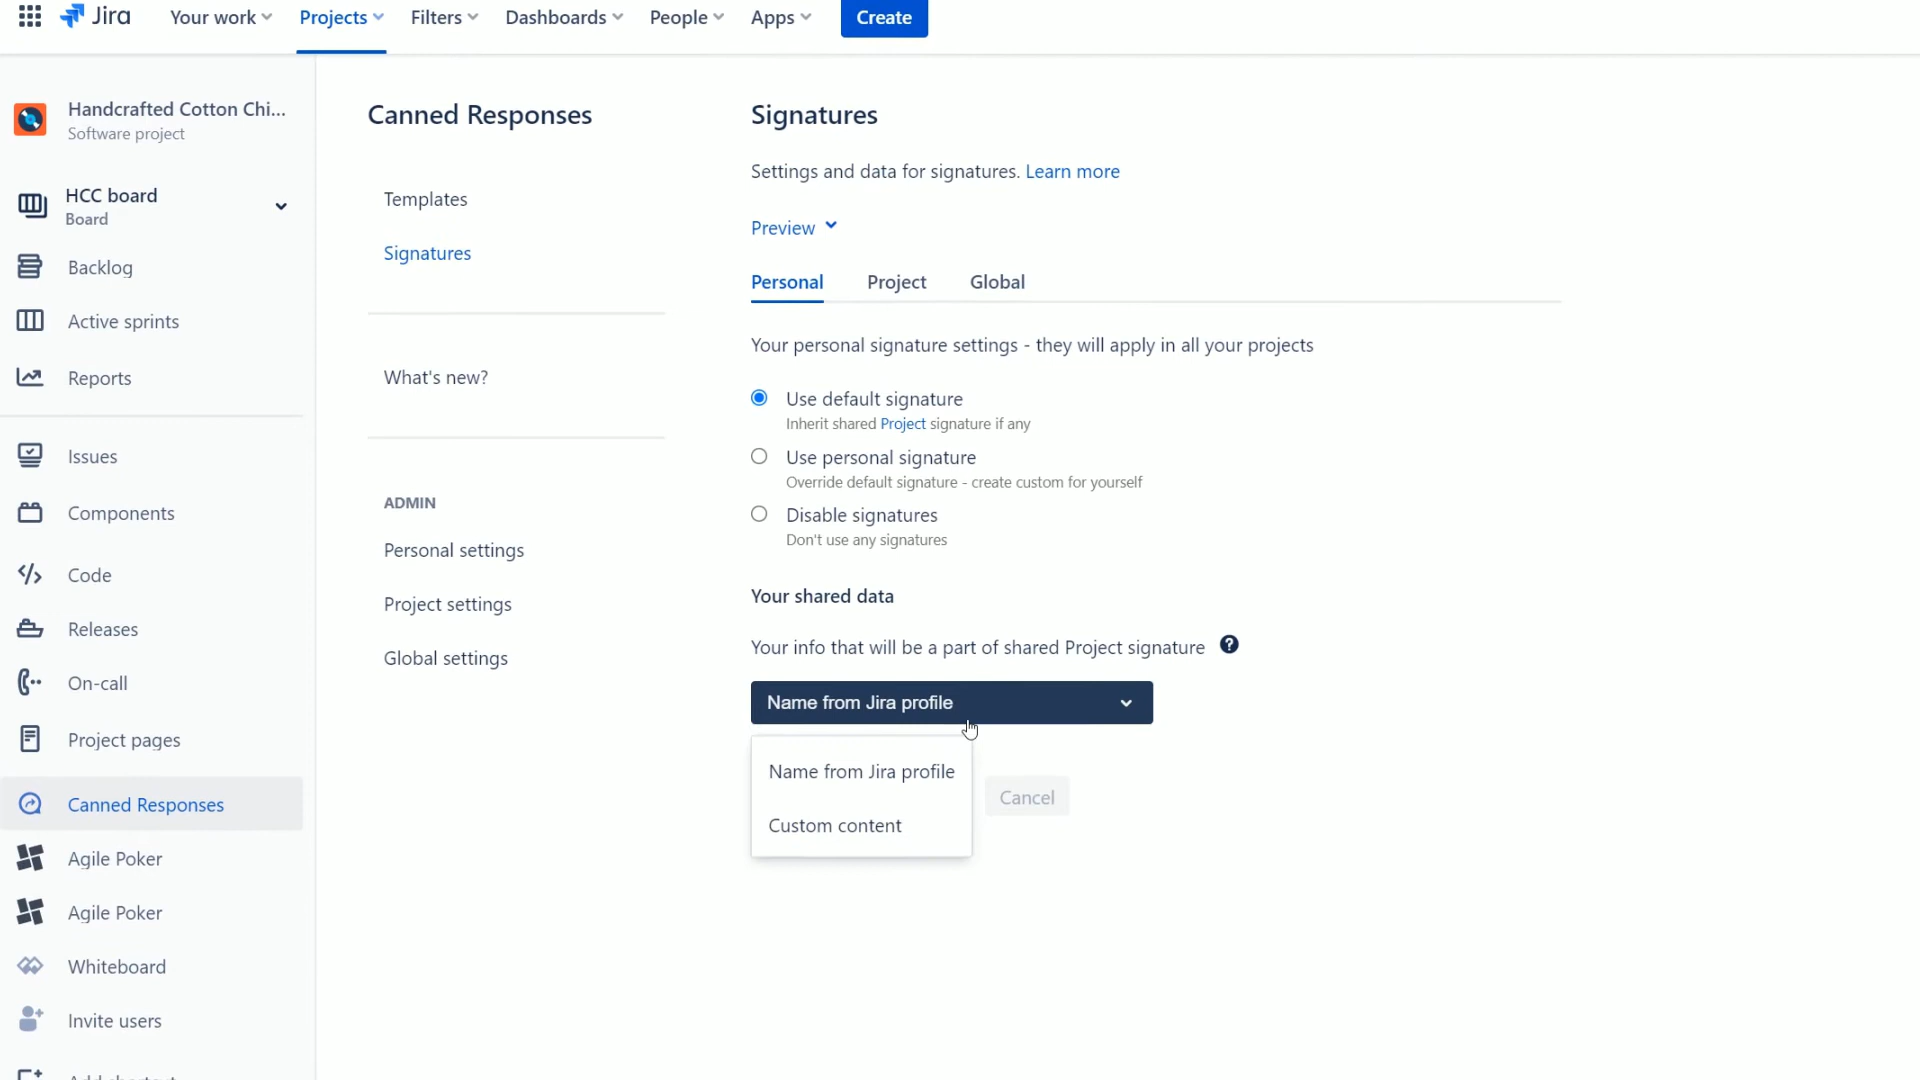 Jira
Your work
Projects
Filters
Dashboards
People
Apps
Create
Handcrafted Cotton Chi...
Software project
HCC board
Board
Backlog
Active sprints
Reports
Issues
Components
Code
Releases
On-call
Project pages
Canned Responses
Agile Poker
Agile Poker
Whiteboard
Invite users
Add shortcut
Canned Responses
Templates
Signatures
What's new?
ADMIN
Personal settings
Project settings
Global settings
Signatures
Settings and data for signatures. Learn more
Preview
Personal Project Global
Your personal signature settings - they will apply in all your projects
Use default signature
Inherit shared Project signature if any
Use personal signature
Override default signature - create custom for yourself
Disable signatures
Don't use any signatures
Your shared data
Your info that will be a part of shared Project signature ?
Name from Jira profile
Name from Jira profile
Custom content
Cancel